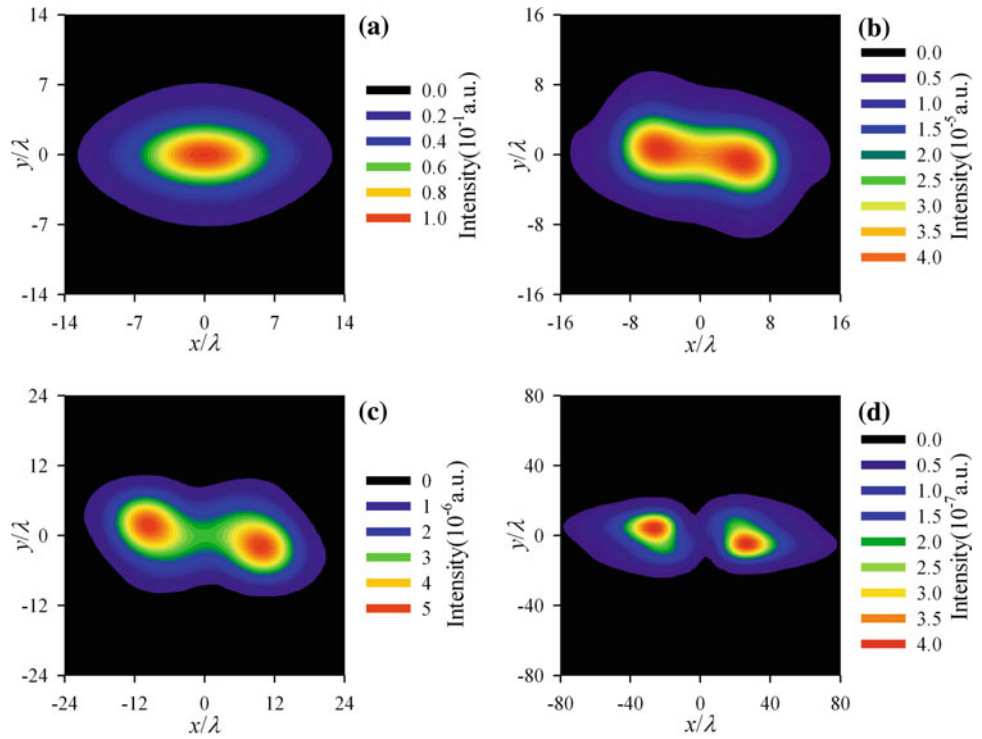 (a)
14
7
0
-7
-14
y/λ
-14 -7 0 7 14
x/λ
0.0
0.2
0.4
0.6
0.8
1.0
Intensity(10⁻¹a.u.)
(b)
16
8
0
-8
-16
y/λ
-16 -8 0 8 16
x/λ
0.0
0.5
1.0
1.5
2.0
2.5
3.0
3.5
4.0
Intensity(10⁻⁵a.u.)
(c)
24
12
0
-12
-24
y/λ
-24 -12 0 12 24
x/λ
0
1
2
3
4
5
Intensity(10⁻⁶a.u.)
(d)
80
40
0
-40
-80
y/λ
-80 -40 0 40 80
x/λ
0.0
0.5
1.0
1.5
2.0
2.5
3.0
3.5
4.0
Intensity(10⁻⁷a.u.)